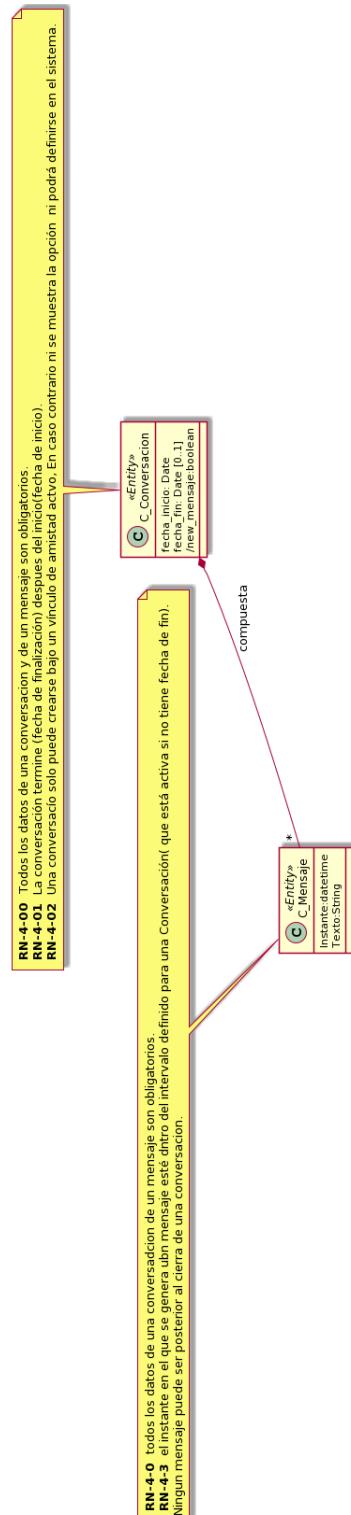 RN-4-00 Todos los datos de una conversacion y de un mensaje son obligatorios.
RN-4-01 La conversación termine (fecha de finalización) despues del inicio(fecha de inicio).
RN-4-02 Una conversacío solo puede crearse bajo un vínculo de amistad actvo, En caso contrario ni se muestra la opción ni podrá definirse en el sistema.
«Entity»
C C_Conversacion
fecha_inicio: Date
fecha_fin: Date [0..1]
/new_mensaje:boolean
compuesta
*
RN-4-0 todos los datos de una conversadcion de un mensaje son obligatorios.
RN-4-3 el instante en el que se genera ubn mensaje esté dntro del intervalo definido para una Conversación( que está activa si no tiene fecha de fin).
Ningun mensaje puede ser posterior al cierra de una conversacion.
«Entity»
C C_Mensaje
Instante:datetime
Texto:String